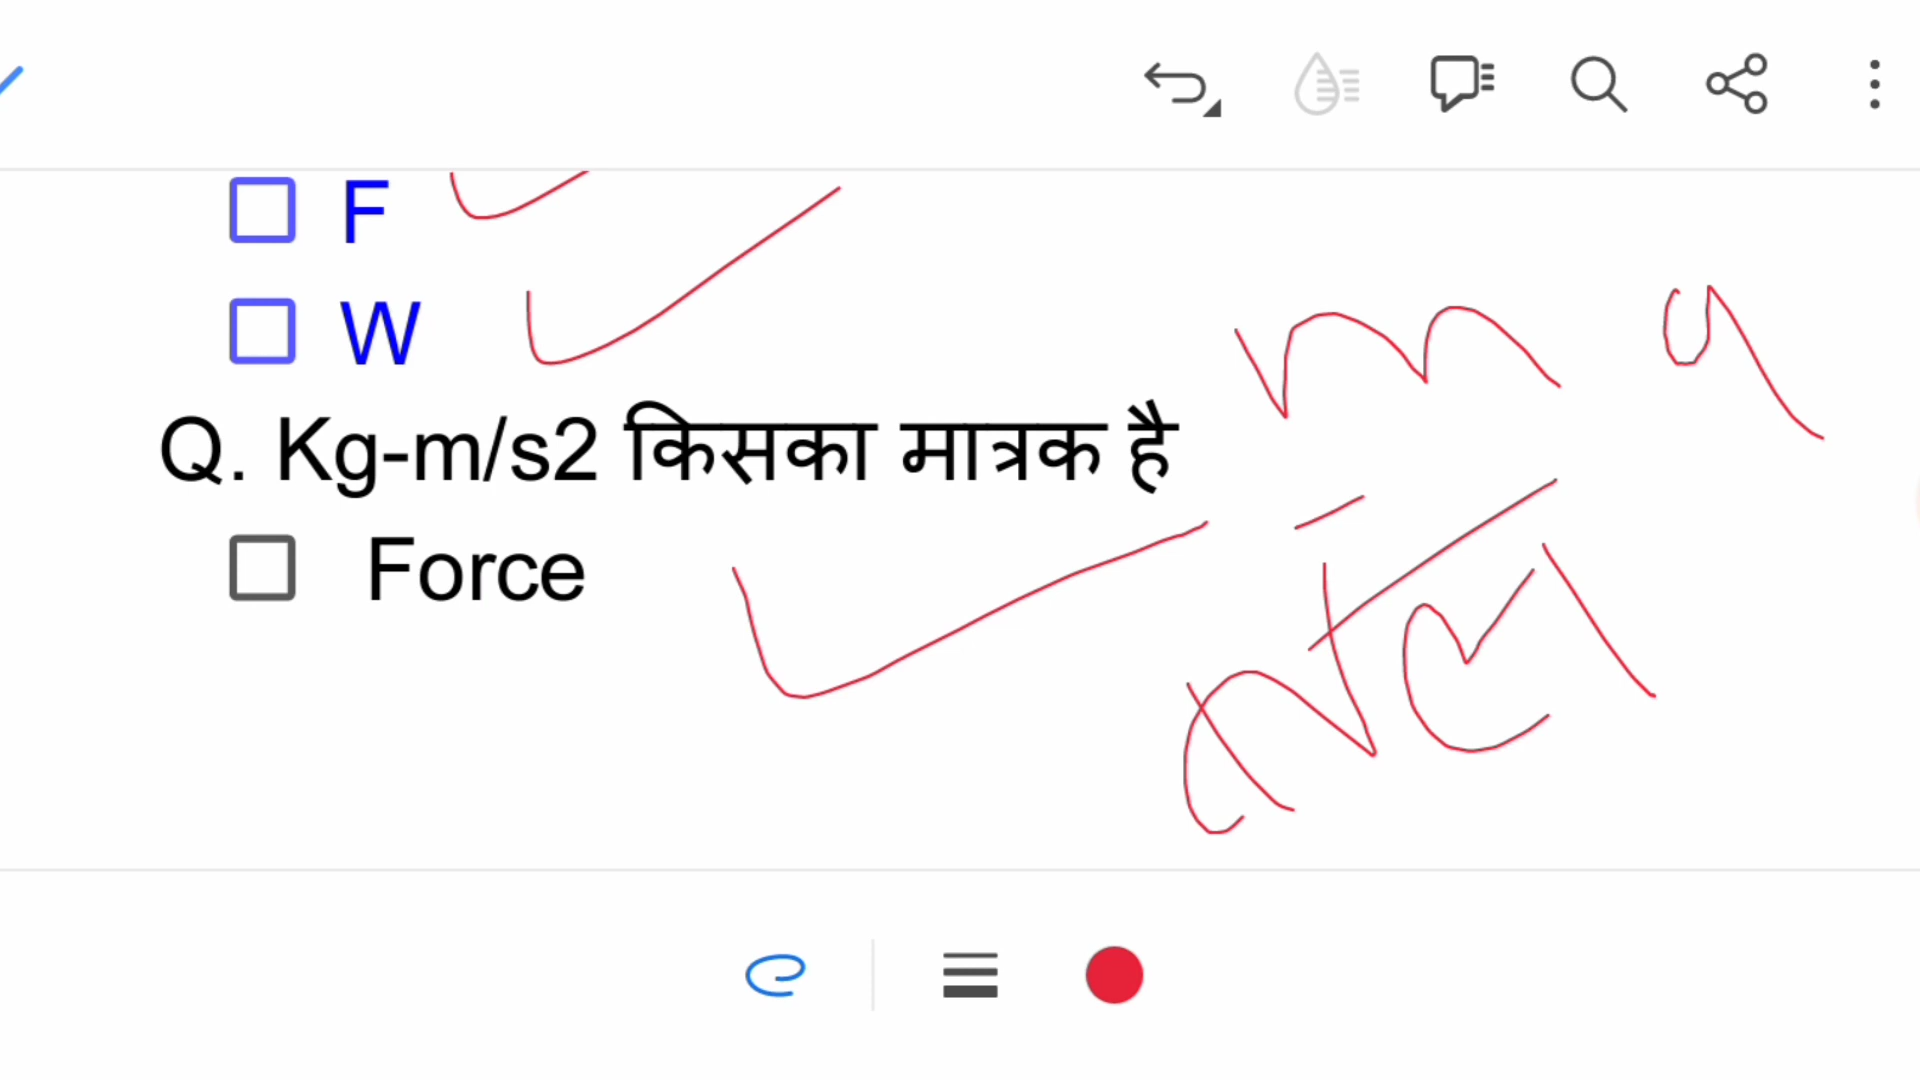 F
W
m a
Q. Kg-m/s2 किसका मात्रक है
Force